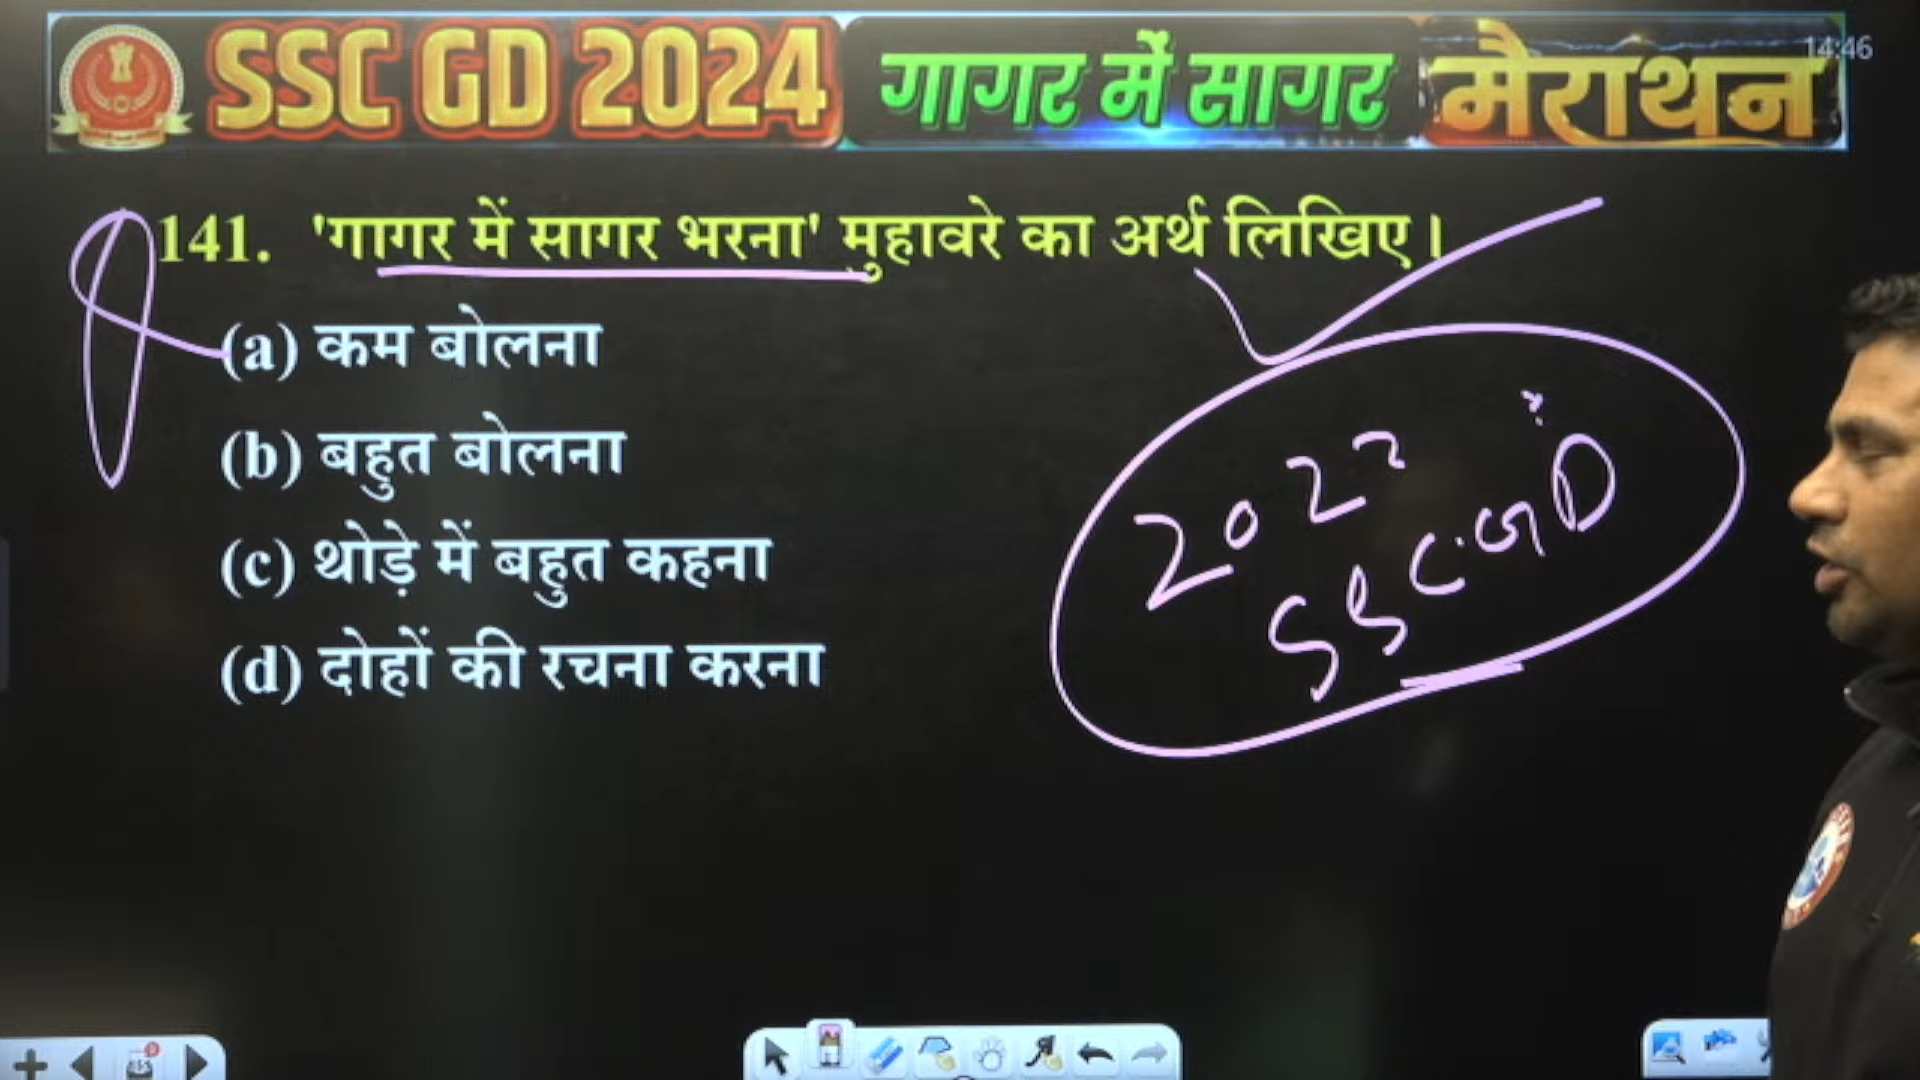 SSC GD 2024 गागर में सागर मैराथन
14:46
141. 'गागर में सागर भरना' मुहावरे का अर्थ लिखिए।
(a) कम बोलना
(b) बहुत बोलना
(c) थोड़े में बहुत कहना
(d) दोहों की रचना करना
2022
SSC GD